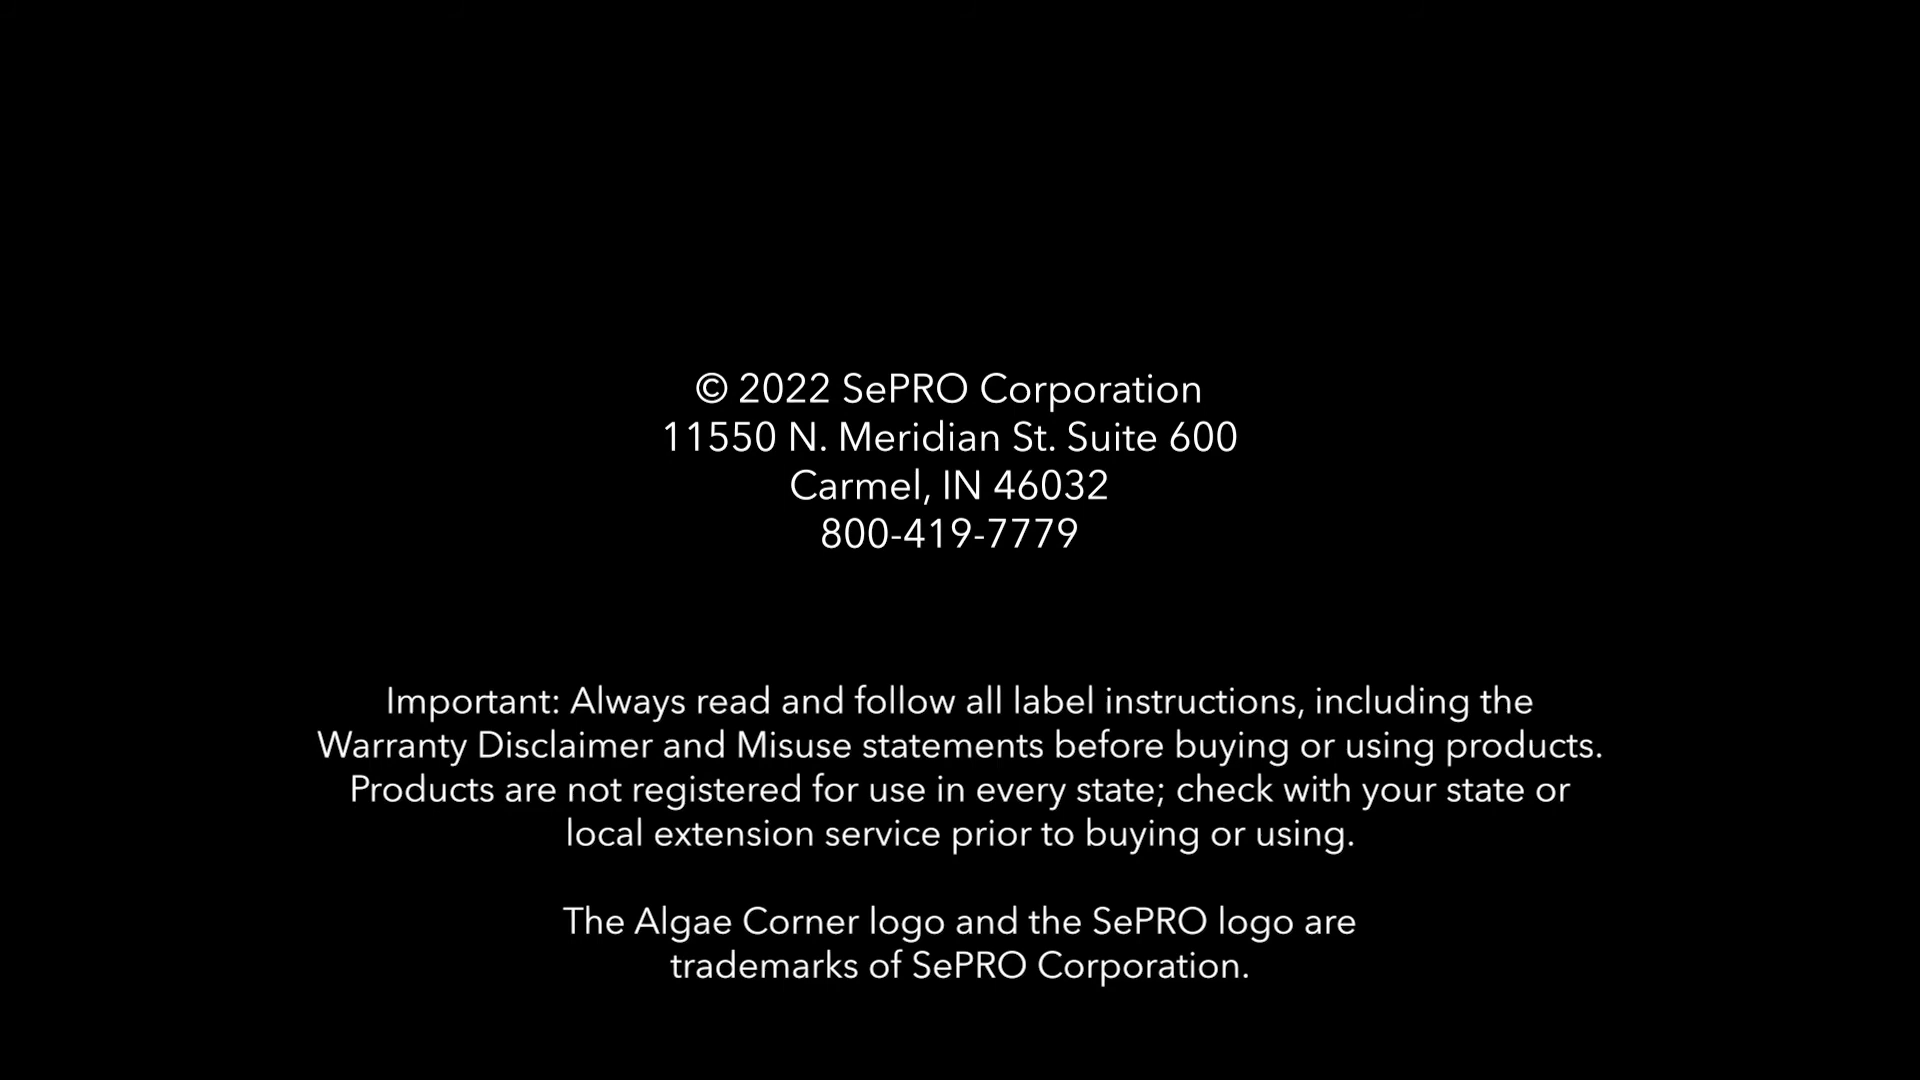 © 2022 SePRO Corporation
11550 N. Meridian St. Suite 600
Carmel, IN 46032
800-419-7779
Important: Always read and follow all label instructions, including the
Warranty Disclaimer and Misuse statements before buying or using products.
Products are not registered for use in every state; check with your state or
local extension service prior to buying or using.
The Algae Corner logo and the SePRO logo are
trademarks of SePRO Corporation.